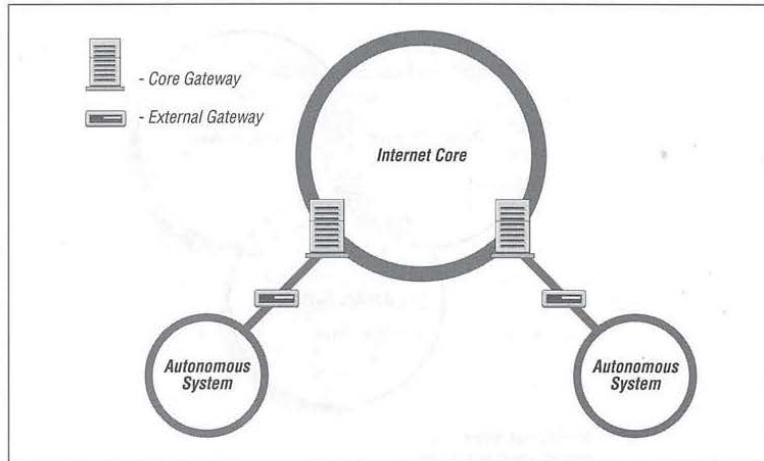 - Core Gateway
- External Gateway
Internet Core
Autonomous
System
Autonomous
System